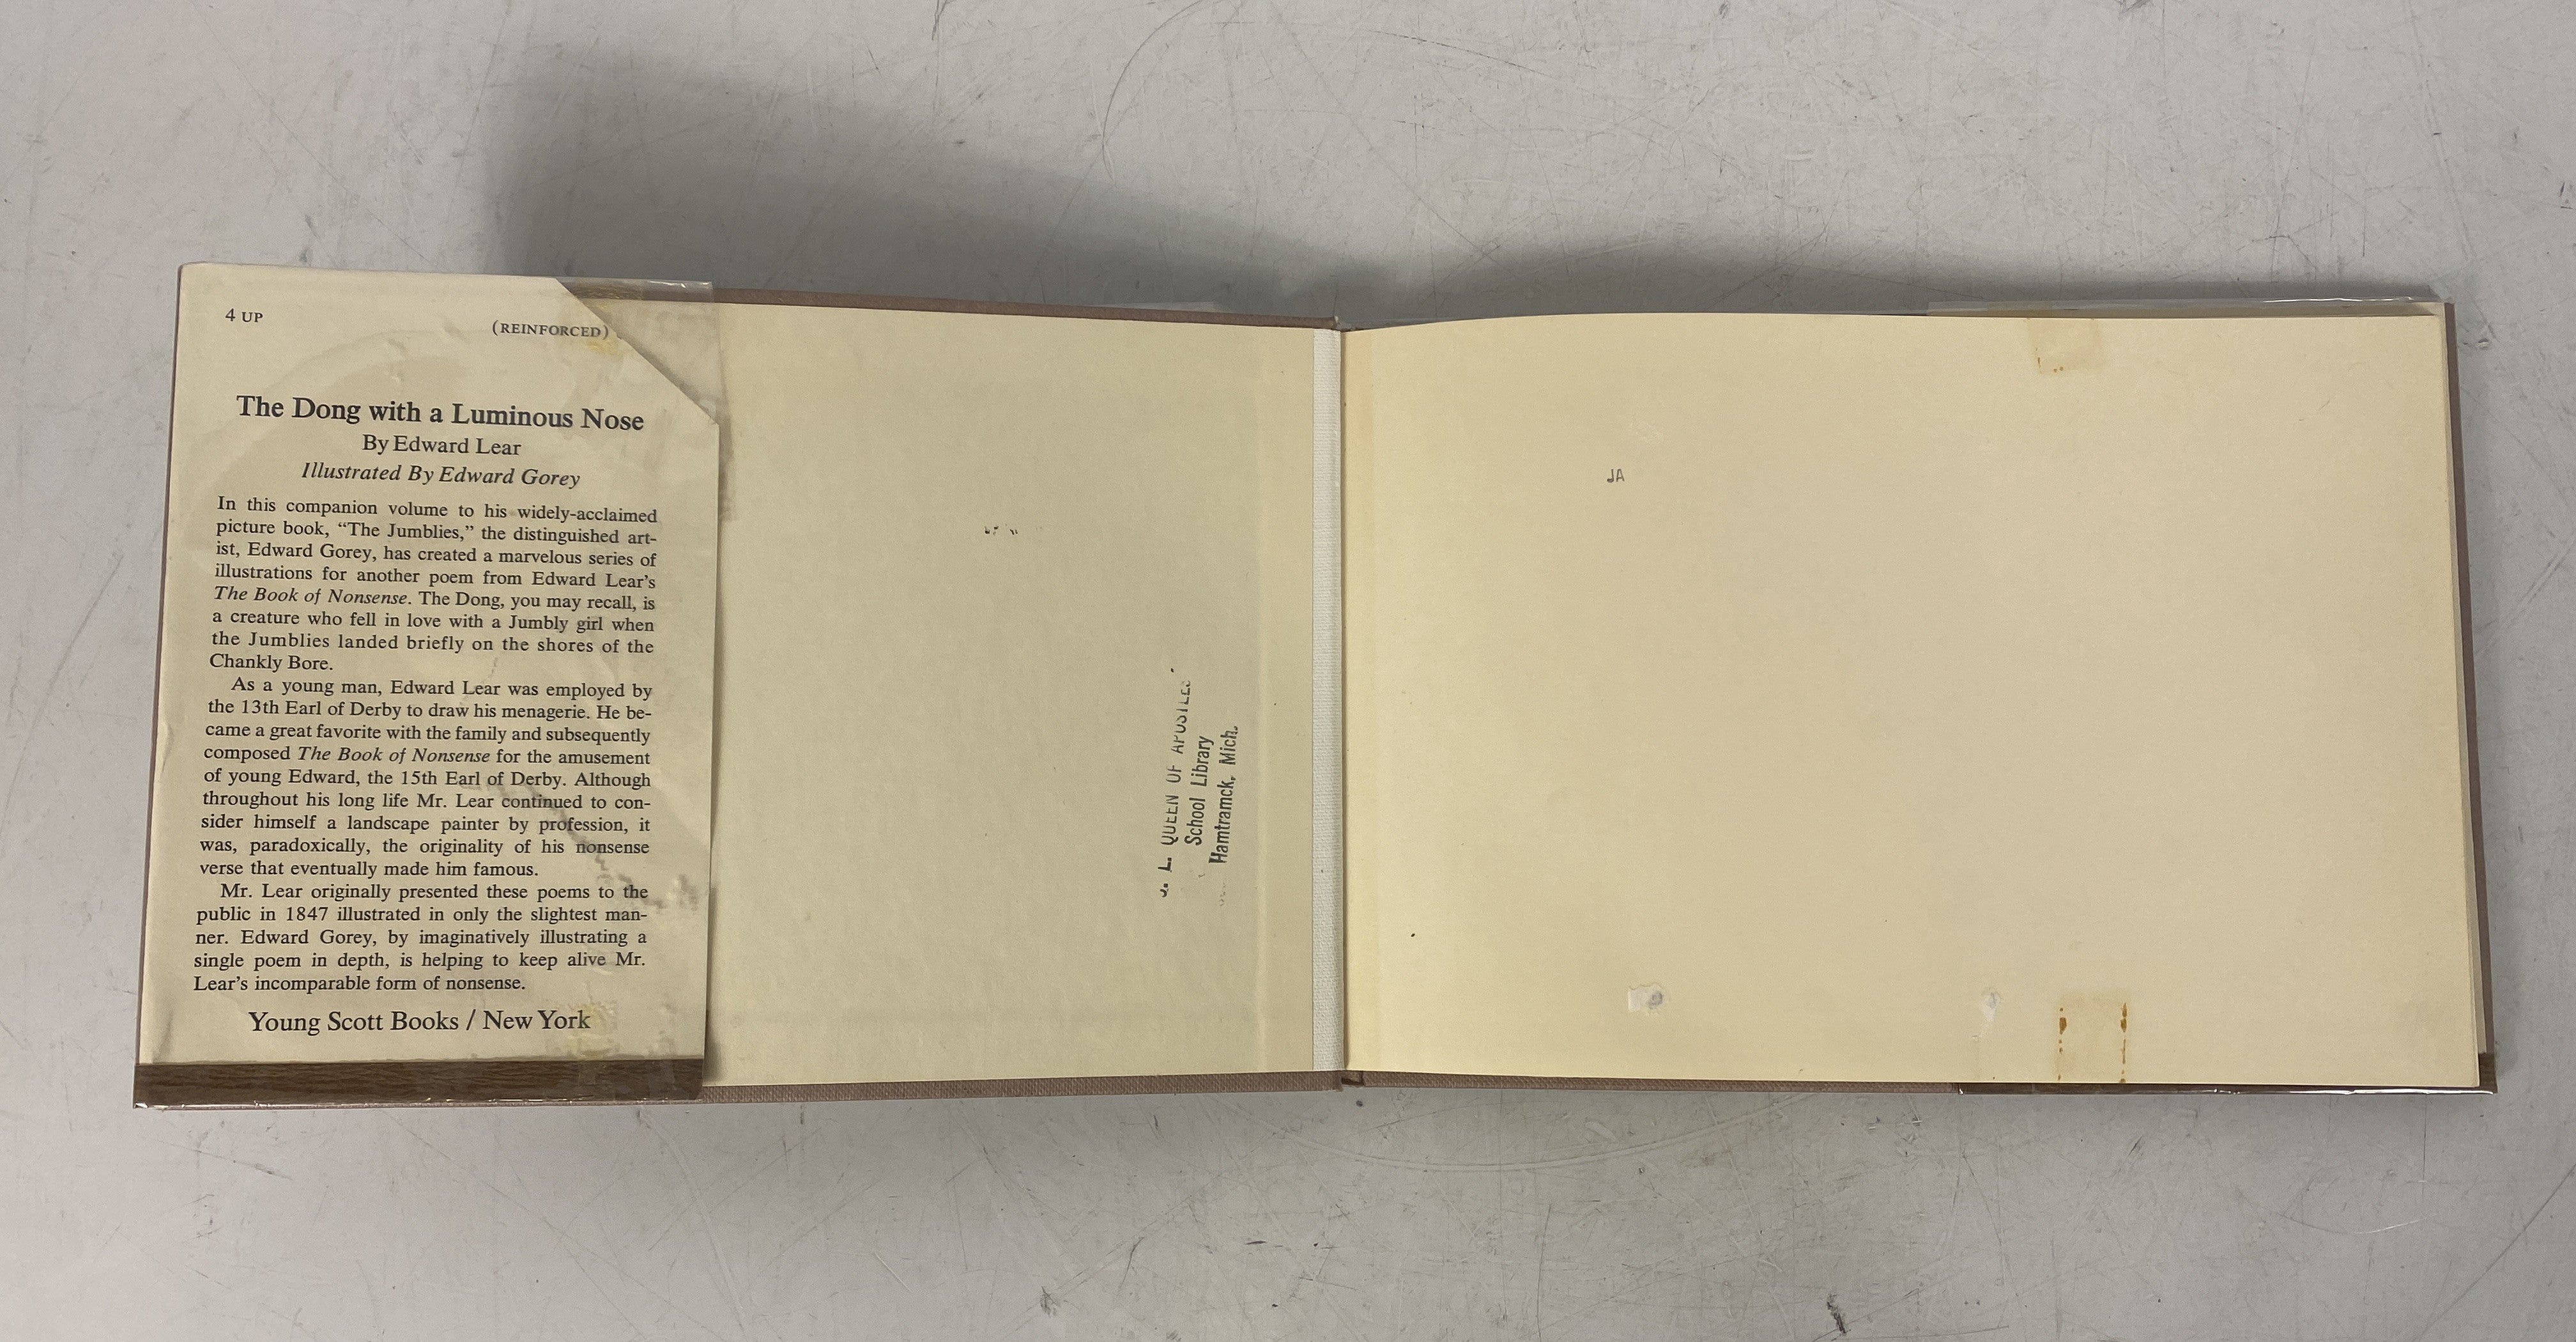 4 UP
(REINFORCED)
The Dong with a Luminous Nose
By Edward Lear
Illustrated By Edward Gorey
In this companion volume to his widely-acclaimed
picture book, “The Jumblies,” the distinguished art-
ist, Edward Gorey, has created a marvelous series of
illustrations for another poem from Edward Lear’s
The Book of Nonsense. The Dong, you may recall, is
a creature who fell in love with a Jumbly girl when
the Jumblies landed briefly on the shores of the
Chankly Bore.
As a young man, Edward Lear was employed by
the 13th Earl of Derby to draw his menagerie. He be-
came a great favorite with the family and subsequently
composed The Book of Nonsense for the amusement
of young Edward, the 15th Earl of Derby. Although
throughout his long life Mr. Lear continued to con-
sider himself a landscape painter by profession, it
was, paradoxically, the originality of his nonsense
verse that eventually made him famous.
Mr. Lear originally presented these poems to the
public in 1847 illustrated in only the slightest man-
ner. Edward Gorey, by imaginatively illustrating a
single poem in depth, is helping to keep alive Mr.
Lear’s incomparable form of nonsense.
Young Scott Books / New York
L. QUEEN OF APOSTLES
School Library
Hamtramck, Mich.
JA